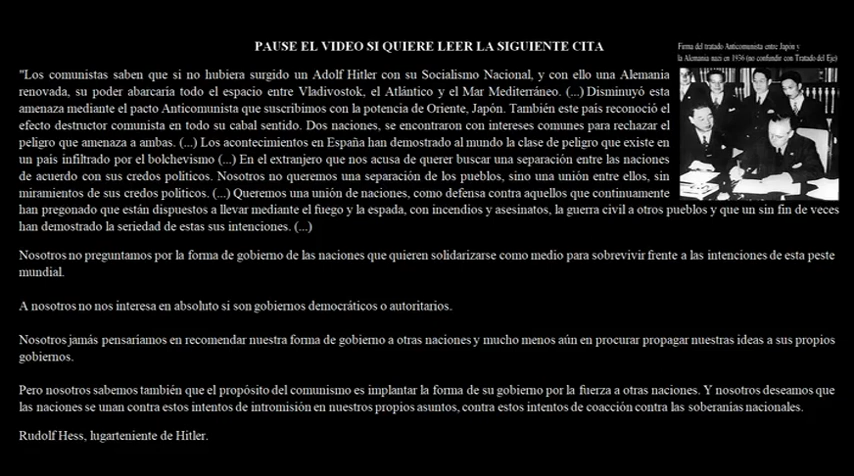 PAUSE EL VIDEO SI QUIERE LEER LA SIGUIENTE CITA
Firma del tratado Anticomunista entre Japón y
la Alemania nazi en 1936 (no confundir con Tratado del Eje)
"Los comunistas saben que si no hubiera surgido un Adolf Hitler con su Socialismo Nacional, y con ello una Alemania
renovada, su poder abarcaría todo el espacio entre Vladivostok, el Atlántico y el Mar Mediterráneo. (...) Disminuyó esta
amenaza mediante el pacto Anticomunista que suscribimos con la potencia de Oriente, Japón. También este país reconoció el
efecto destructor comunista en todo su cabal sentido. Dos naciones, se encontraron con intereses comunes para rechazar el
peligro que amenaza a ambas. (...) Los acontecimientos en España han demostrado al mundo la clase de peligro que existe en
un país infiltrado por el bolchevismo (...) En el extranjero que nos acusa de querer buscar una separación entre las naciones
de acuerdo con sus credos políticos. Nosotros no queremos una separación de los pueblos, sino una unión entre ellos, sin
miramientos de sus credos políticos. (...) Queremos una unión de naciones, como defensa contra aquellos que continuamente
han pregonado que están dispuestos a llevar mediante el fuego y la espada, con incendios y asesinatos, la guerra civil a otros pueblos y que un sin fin de veces
han demostrado la seriedad de estas sus intenciones. (...)
Nosotros no preguntamos por la forma de gobierno de las naciones que quieren solidarizarse como medio para sobrevivir frente a las intenciones de esta peste
mundial.
A nosotros no nos interesa en absoluto si son gobiernos democráticos o autoritarios.
Nosotros jamás pensaríamos en recomendar nuestra forma de gobierno a otras naciones y mucho menos aún en procurar propagar nuestras ideas a sus propios
gobiernos.
Pero nosotros sabemos también que el propósito del comunismo es implantar la forma de su gobierno por la fuerza a otras naciones. Y nosotros deseamos que
las naciones se unan contra estos intentos de intromisión en nuestros propios asuntos, contra estos intentos de coacción contra las soberanías nacionales.
Rudolf Hess, lugarteniente de Hitler.